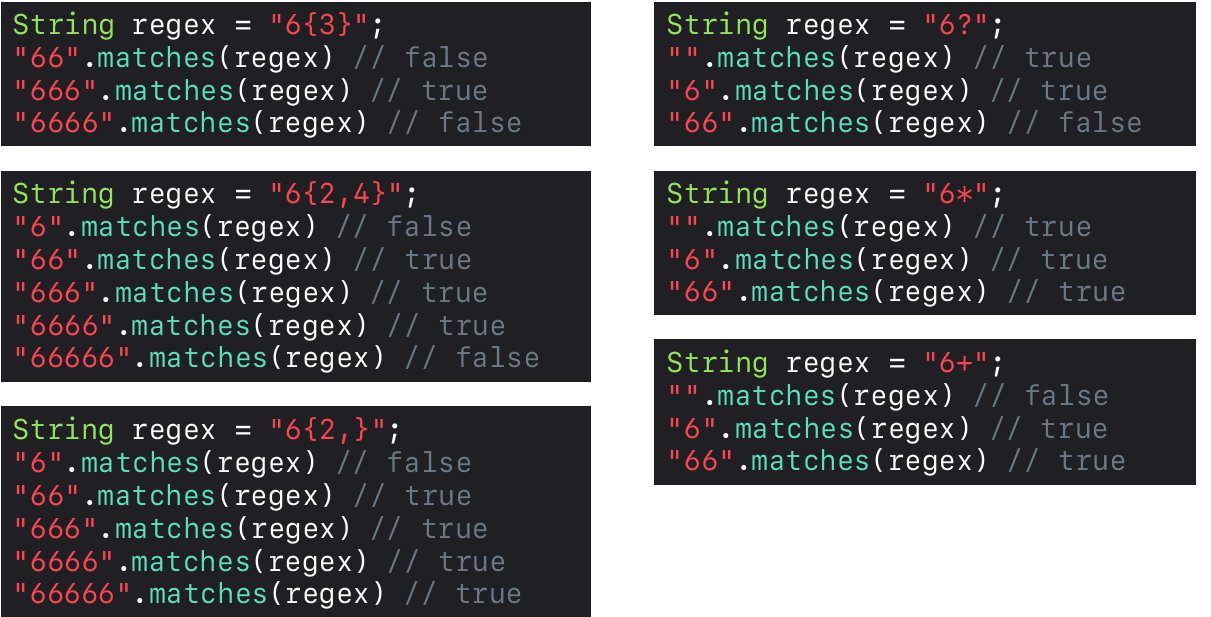 String regex = "6{3}";
"66".matches(regex) // false
"666".matches(regex) // true
"6666".matches(regex) // false
String regex = "6{2,4}";
"6".matches(regex) // false
"66".matches(regex) // true
"666".matches(regex) // true
"6666".matches(regex) // true
"66666".matches(regex) // false
String regex = "6{2,}";
"6".matches(regex) // false
"66".matches(regex) // true
"666".matches(regex) // true
"6666".matches(regex) // true
"66666".matches(regex) // true
String regex = "6?";
"".matches(regex) // true
"6".matches(regex) // true
"66".matches(regex) // false
String regex = "6*";
"".matches(regex) // true
"6".matches(regex) // true
"66".matches(regex) // true
String regex = "6+";
"".matches(regex) // false
"6".matches(regex) // true
"66".matches(regex) // true